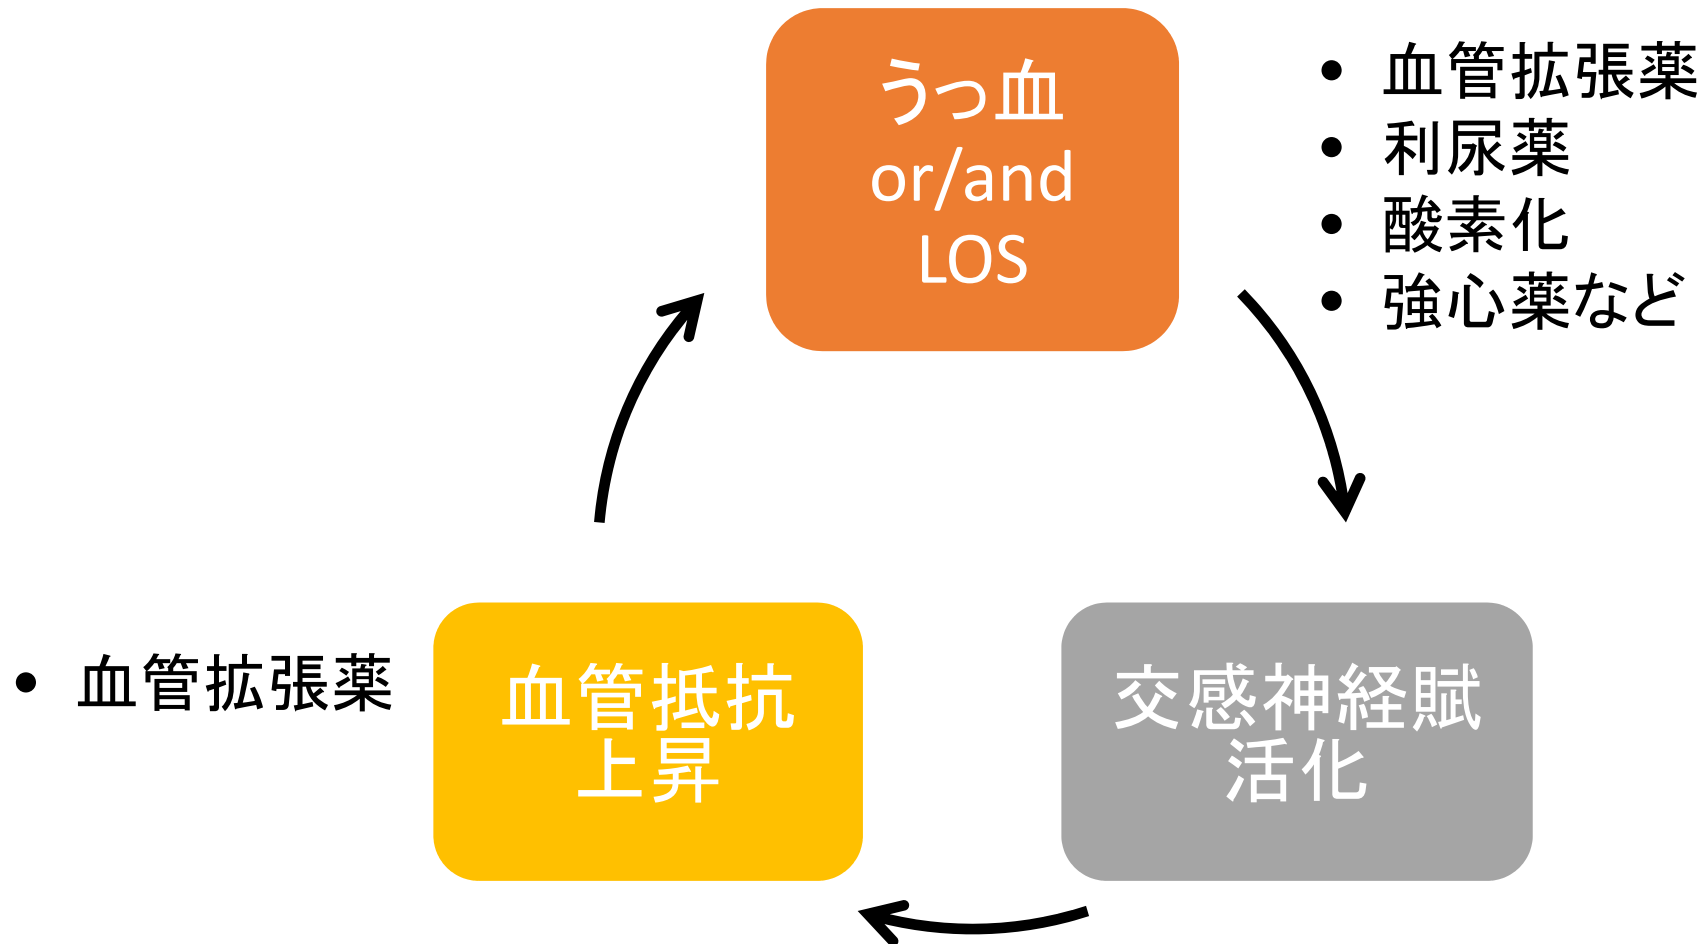 うっ血
or/and
LOS
• 血管拡張薬
• 利尿薬
• 酸素化
• 強心薬など
• 血管拡張薬
血管抵抗
上昇
交感神経賦
活化